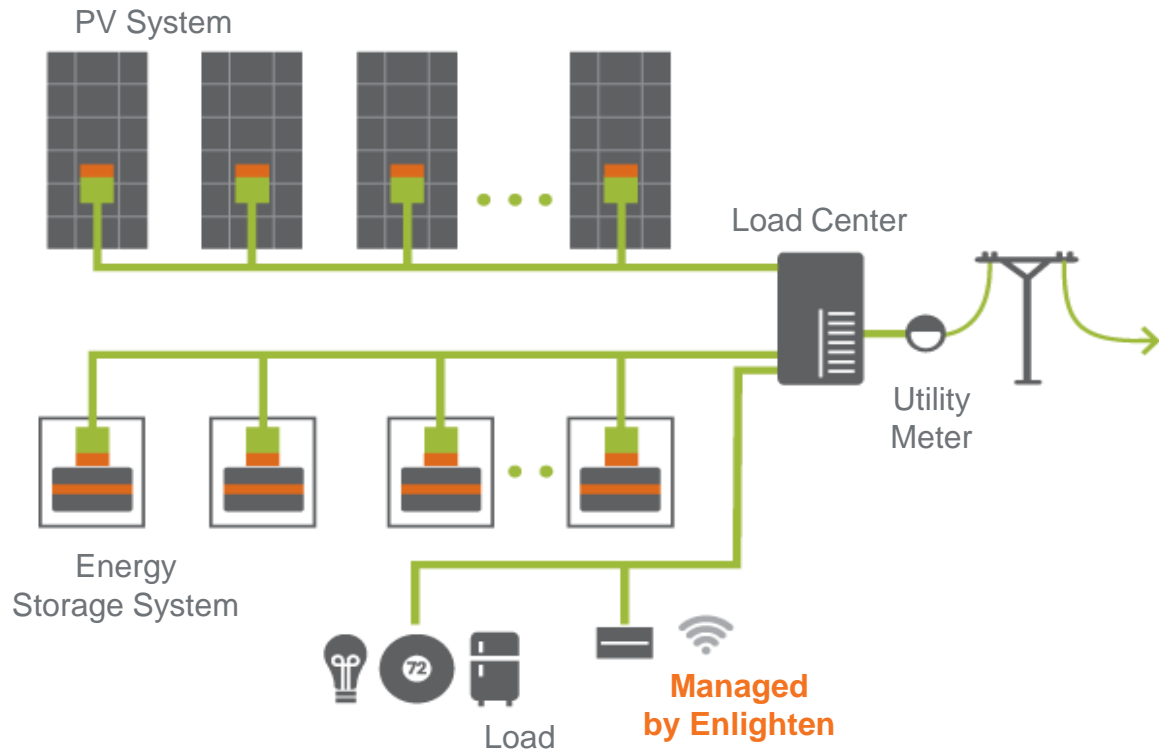 PV System
Load Center
Utility
Meter
Energy
Storage System
72
Load
Managed
by Enlighten